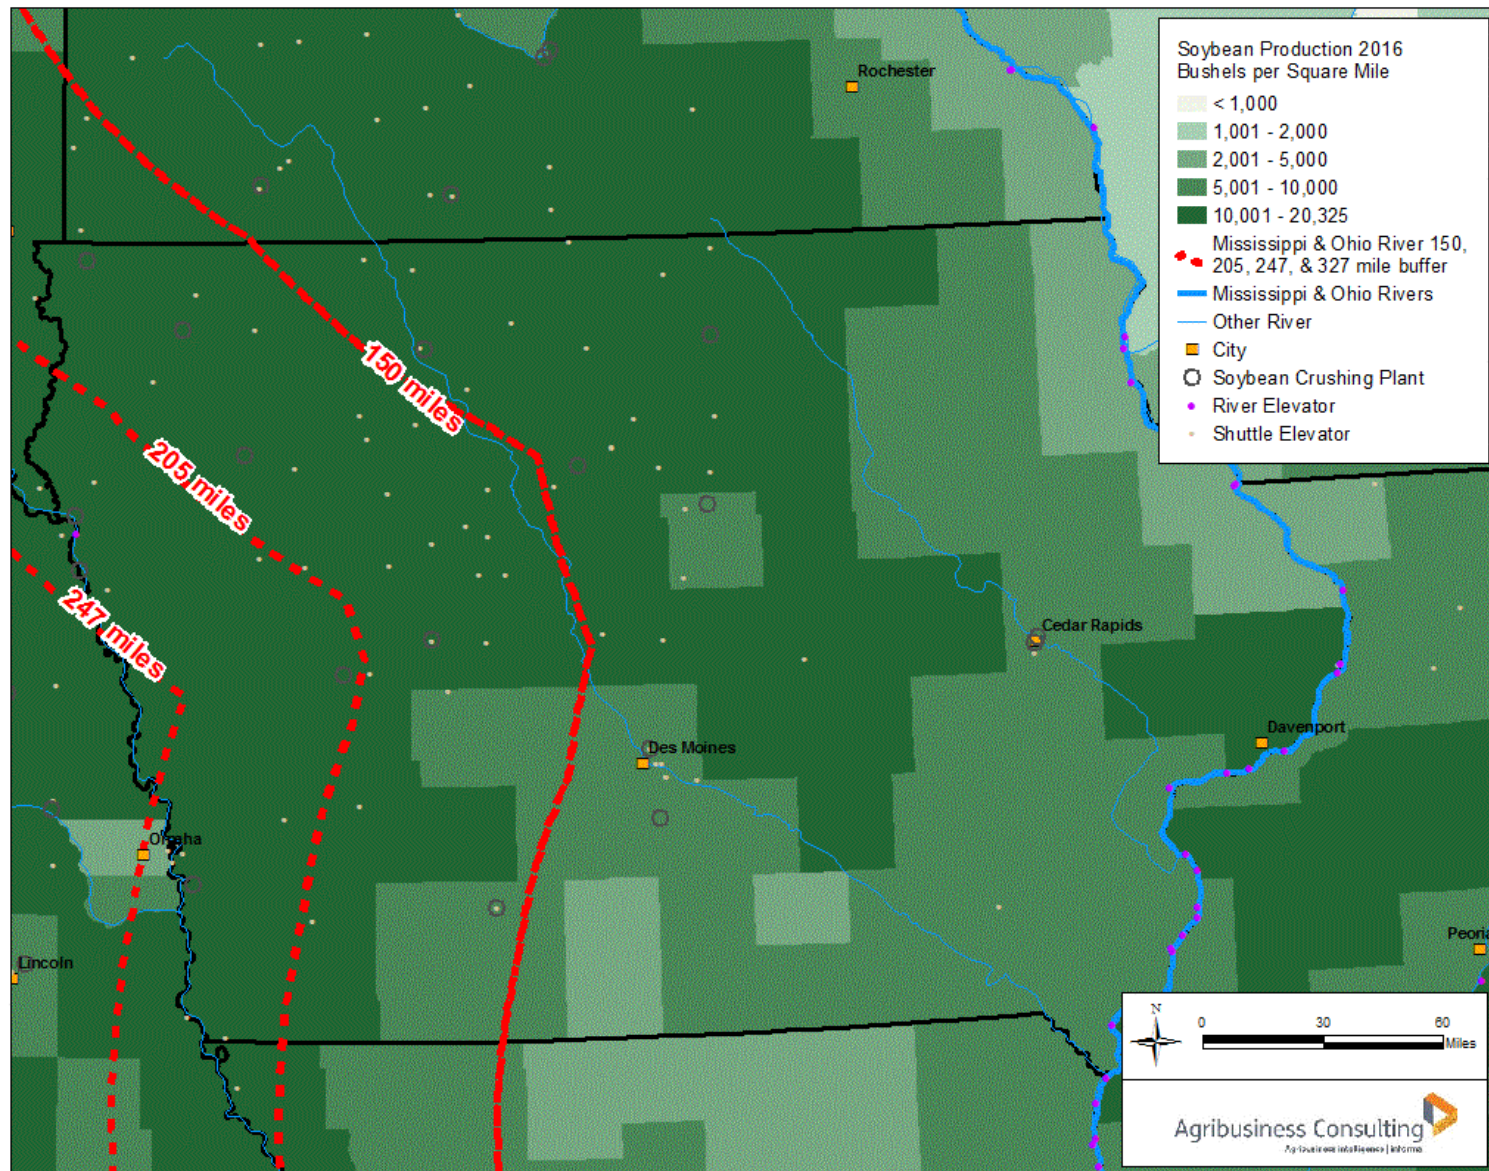 Rochester
Soybean Production 2016
Bushels per Square Mile
< 1,000
1,001 - 2,000
2,001 - 5,000
5,001 - 10,000
10,001 - 20,325
Mississippi & Ohio River 150,
205, 247, & 327 mile buffer
Mississippi & Ohio Rivers
Other River
City
Soybean Crushing Plant
River Elevator
Shuttle Elevator
150 miles
205 miles
247 miles
Cedar Rapids
Davenport
Des Moines
Omaha
Lincoln
Peoria
N
0 30 60
Miles
Agribusiness Consulting
Agribusiness intelligence | informa